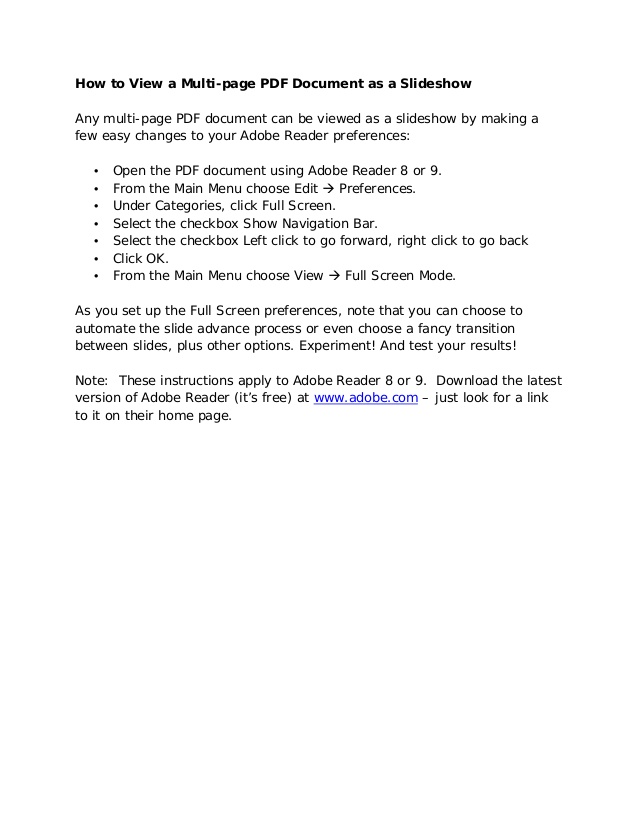 How to View a Multi-page PDF Document as a Slideshow
Any multi-page PDF document can be viewed as a slideshow by making a
few easy changes to your Adobe Reader preferences:
• Open the PDF document using Adobe Reader 8 or 9.
• From the Main Menu choose Edit → Preferences.
• Under Categories, click Full Screen.
• Select the checkbox Show Navigation Bar.
• Select the checkbox Left click to go forward, right click to go back
• Click OK.
• From the Main Menu choose View → Full Screen Mode.
As you set up the Full Screen preferences, note that you can choose to
automate the slide advance process or even choose a fancy transition
between slides, plus other options. Experiment! And test your results!
Note:  These instructions apply to Adobe Reader 8 or 9.  Download the latest
version of Adobe Reader (it’s free) at www.adobe.com – just look for a link
to it on their home page.